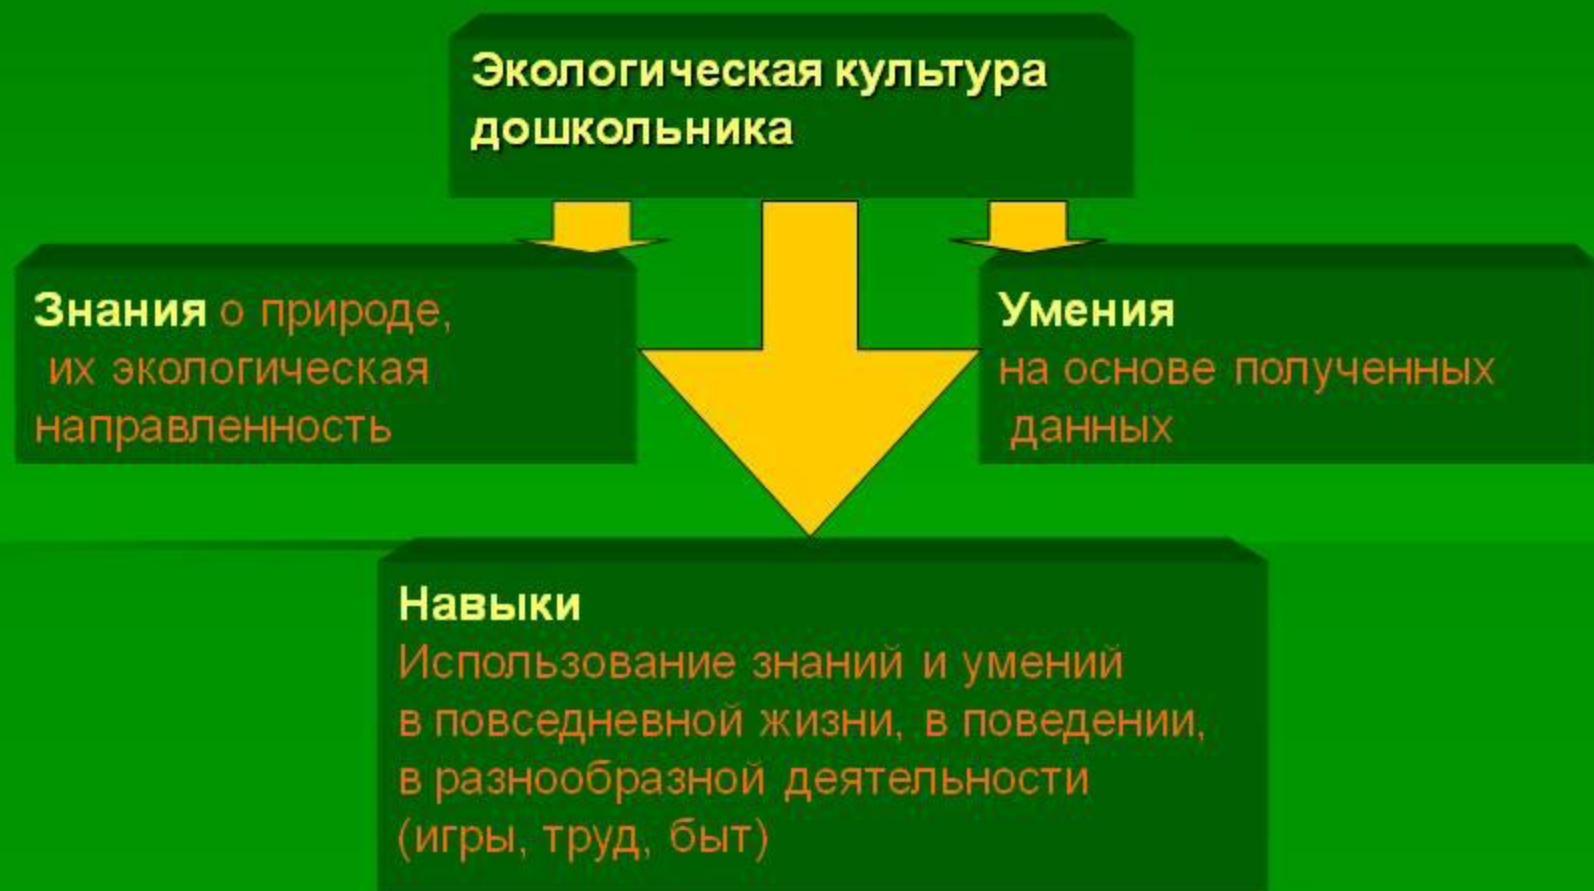 Экологическая культура
дошкольника
Знания о природе,
их экологическая
направленность
Умения
на основе полученных
данных
Навыки
Использование знаний и умений
в повседневной жизни, в поведении,
в разнообразной деятельности
(игры, труд, быт)